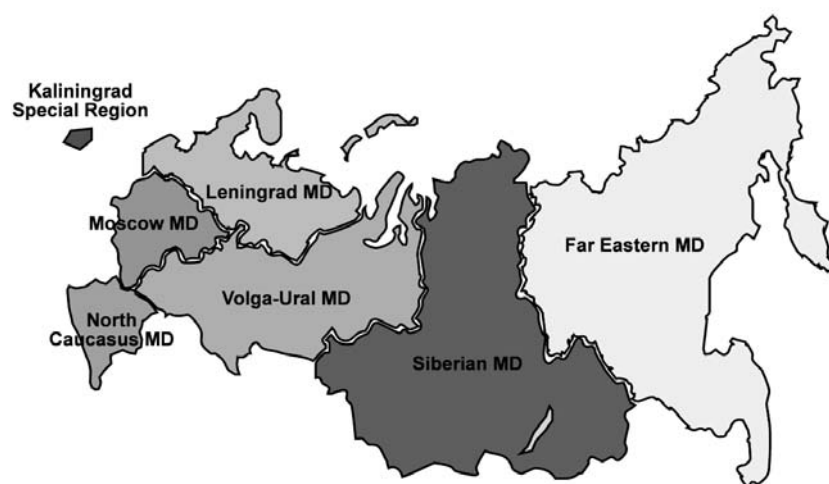 Kaliningrad
Special Region
Leningrad MD
Moscow MD
Far Eastern MD
Volga-Ural MD
North
Caucasus MD
Siberian MD